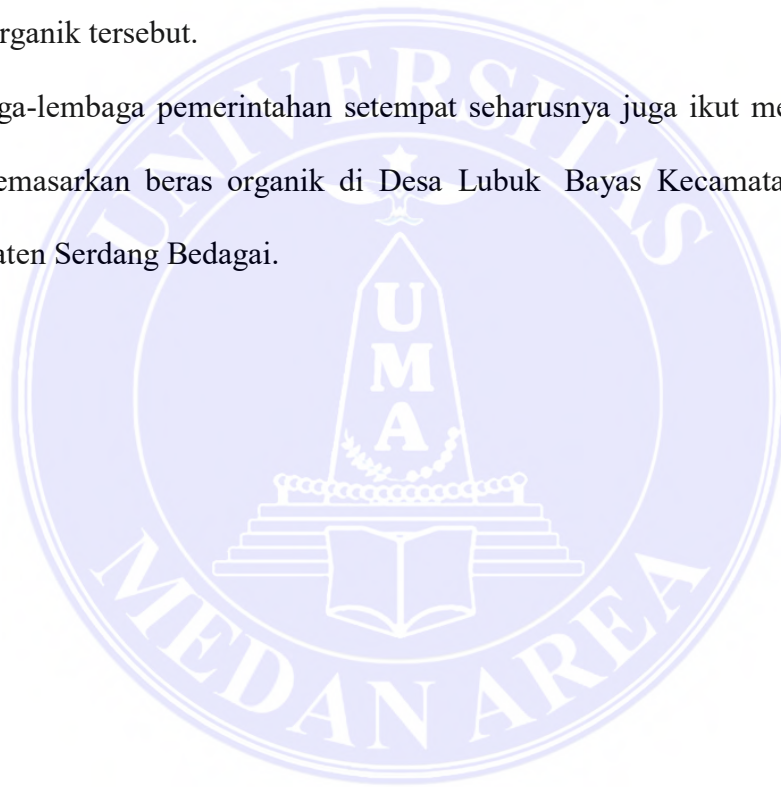 rganik tersebut.
ga-lembaga pemerintahan setempat seharusnya juga ikut me
emasarkan beras organik di Desa Lubuk Bayas Kecamata
aten Serdang Bedagai.
UNIVERSITAS
U
M
A
MEDAN AREA